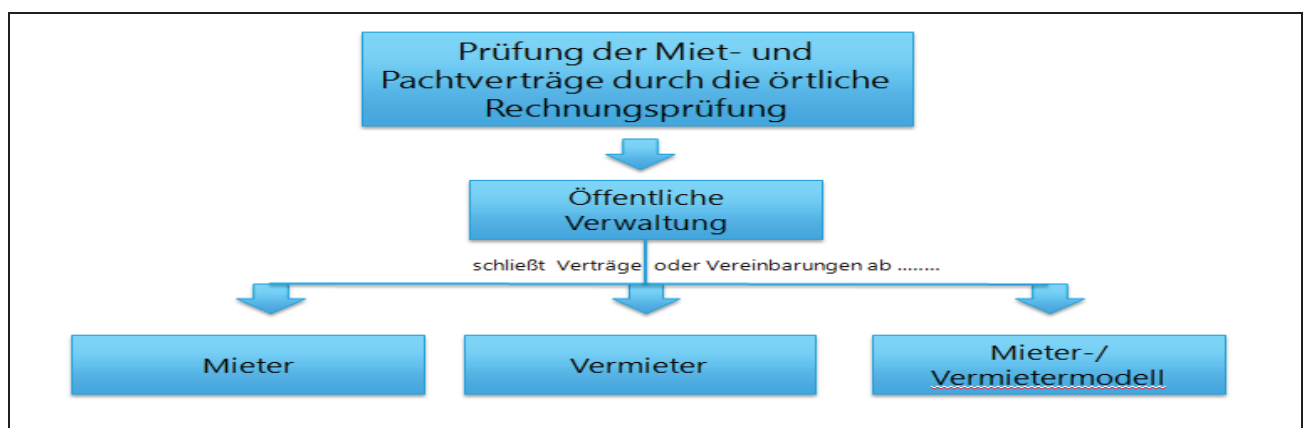 Prüfung der Miet- und
Pachtverträge durch die örtliche
Rechnungsprüfung
Öffentliche
Verwaltung
schließt Verträge oder Vereinbarungen ab ........
Mieter
Vermieter
Mieter-/
Vermietermodell